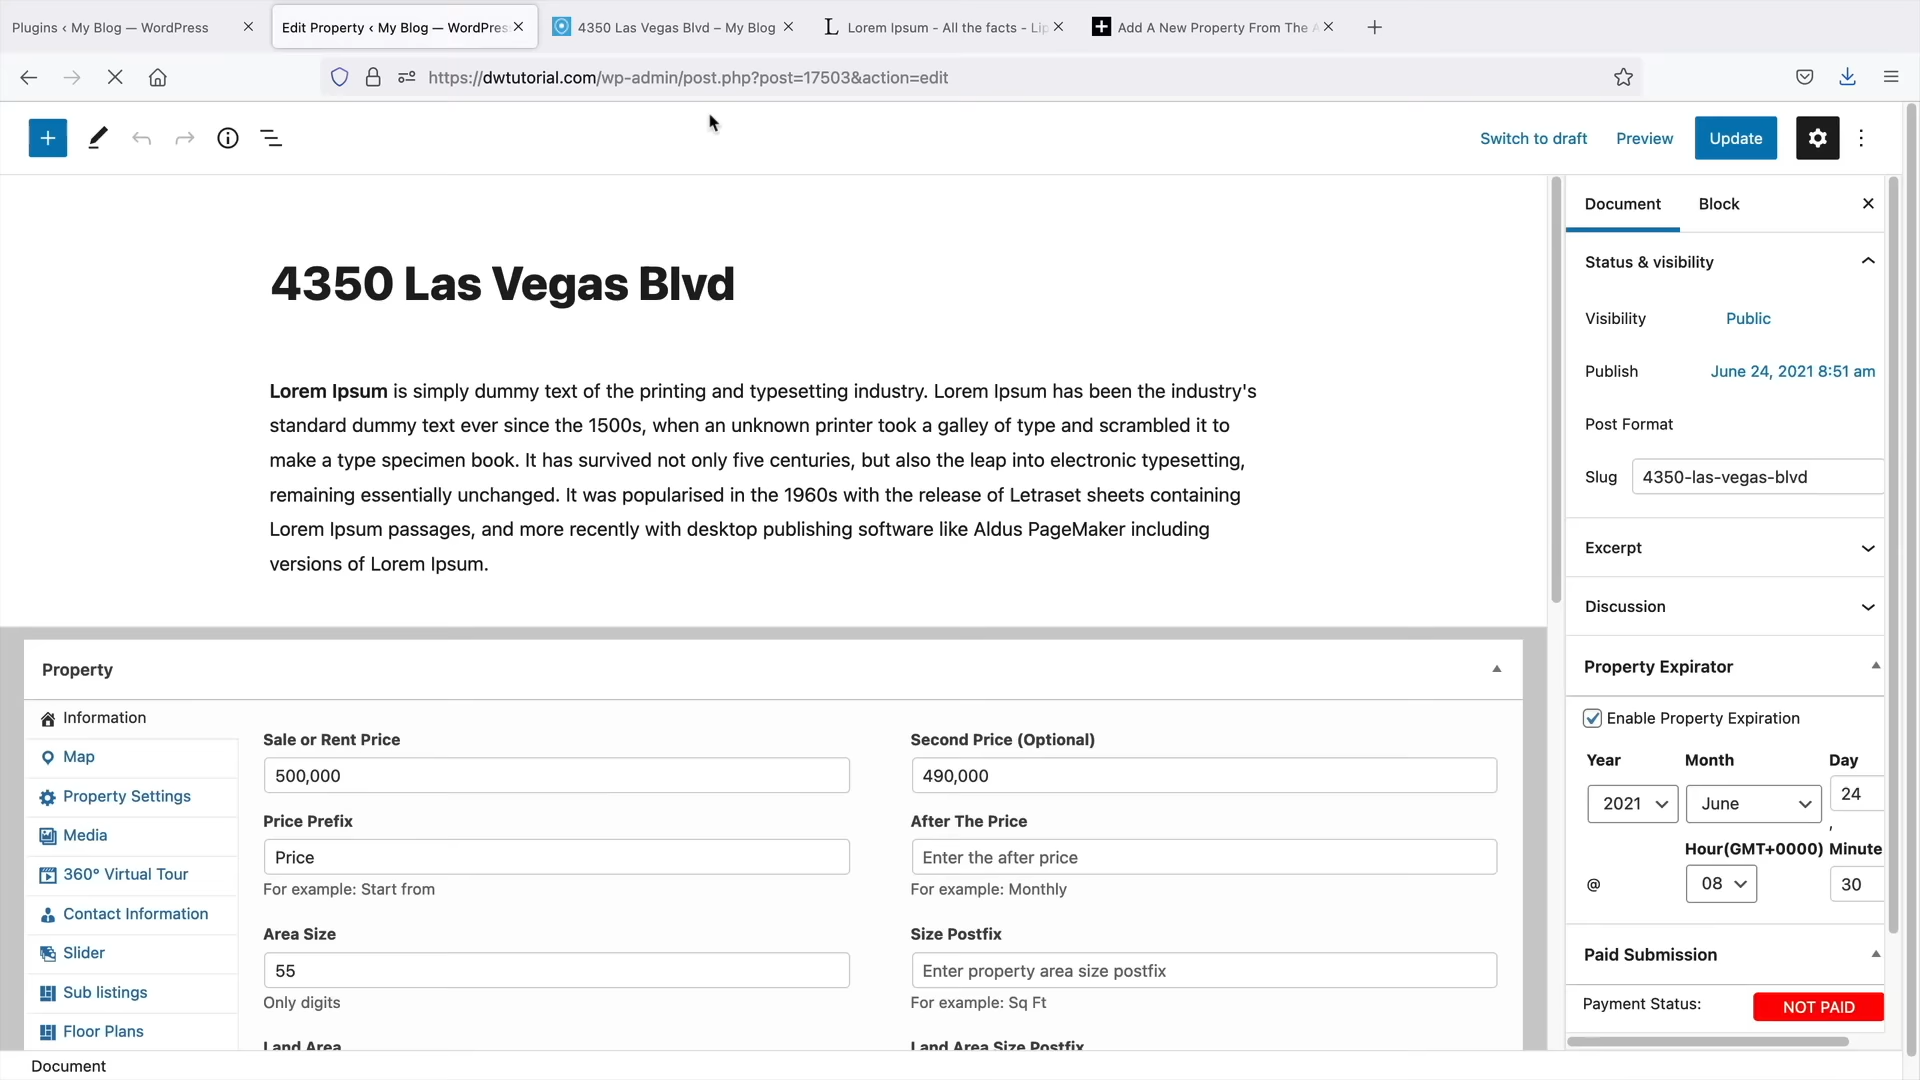 Plugins ‹ My Blog — WordPress
Edit Property ‹ My Blog — WordPres
4350 Las Vegas Blvd – My Blog
Lorem Ipsum - All the facts - Lip
Add A New Property From The A
https://dwtutorial.com/wp-admin/post.php?post=17503&action=edit
Switch to draft
Preview
Update
4350 Las Vegas Blvd
Lorem Ipsum is simply dummy text of the printing and typesetting industry. Lorem Ipsum has been the industry's
standard dummy text ever since the 1500s, when an unknown printer took a galley of type and scrambled it to
make a type specimen book. It has survived not only five centuries, but also the leap into electronic typesetting,
remaining essentially unchanged. It was popularised in the 1960s with the release of Letraset sheets containing
Lorem Ipsum passages, and more recently with desktop publishing software like Aldus PageMaker including
versions of Lorem Ipsum.
Property
Information
Map
Property Settings
Media
360° Virtual Tour
Contact Information
Slider
Sub listings
Floor Plans
Sale or Rent Price
500,000
Second Price (Optional)
490,000
Price Prefix
Price
For example: Start from
After The Price
Enter the after price
For example: Monthly
Area Size
55
Only digits
Size Postfix
Enter property area size postfix
For example: Sq Ft
Land Area
Land Area Size Postfix
Document
Document
Block
Status & visibility
Visibility
Public
Publish
June 24, 2021 8:51 am
Post Format
Slug
4350-las-vegas-blvd
Excerpt
Discussion
Property Expirator
Enable Property Expiration
Year
Month
Day
2021
June
24
,
Hour(GMT+0000)
Minute
@
08
30
Paid Submission
Payment Status:
NOT PAID